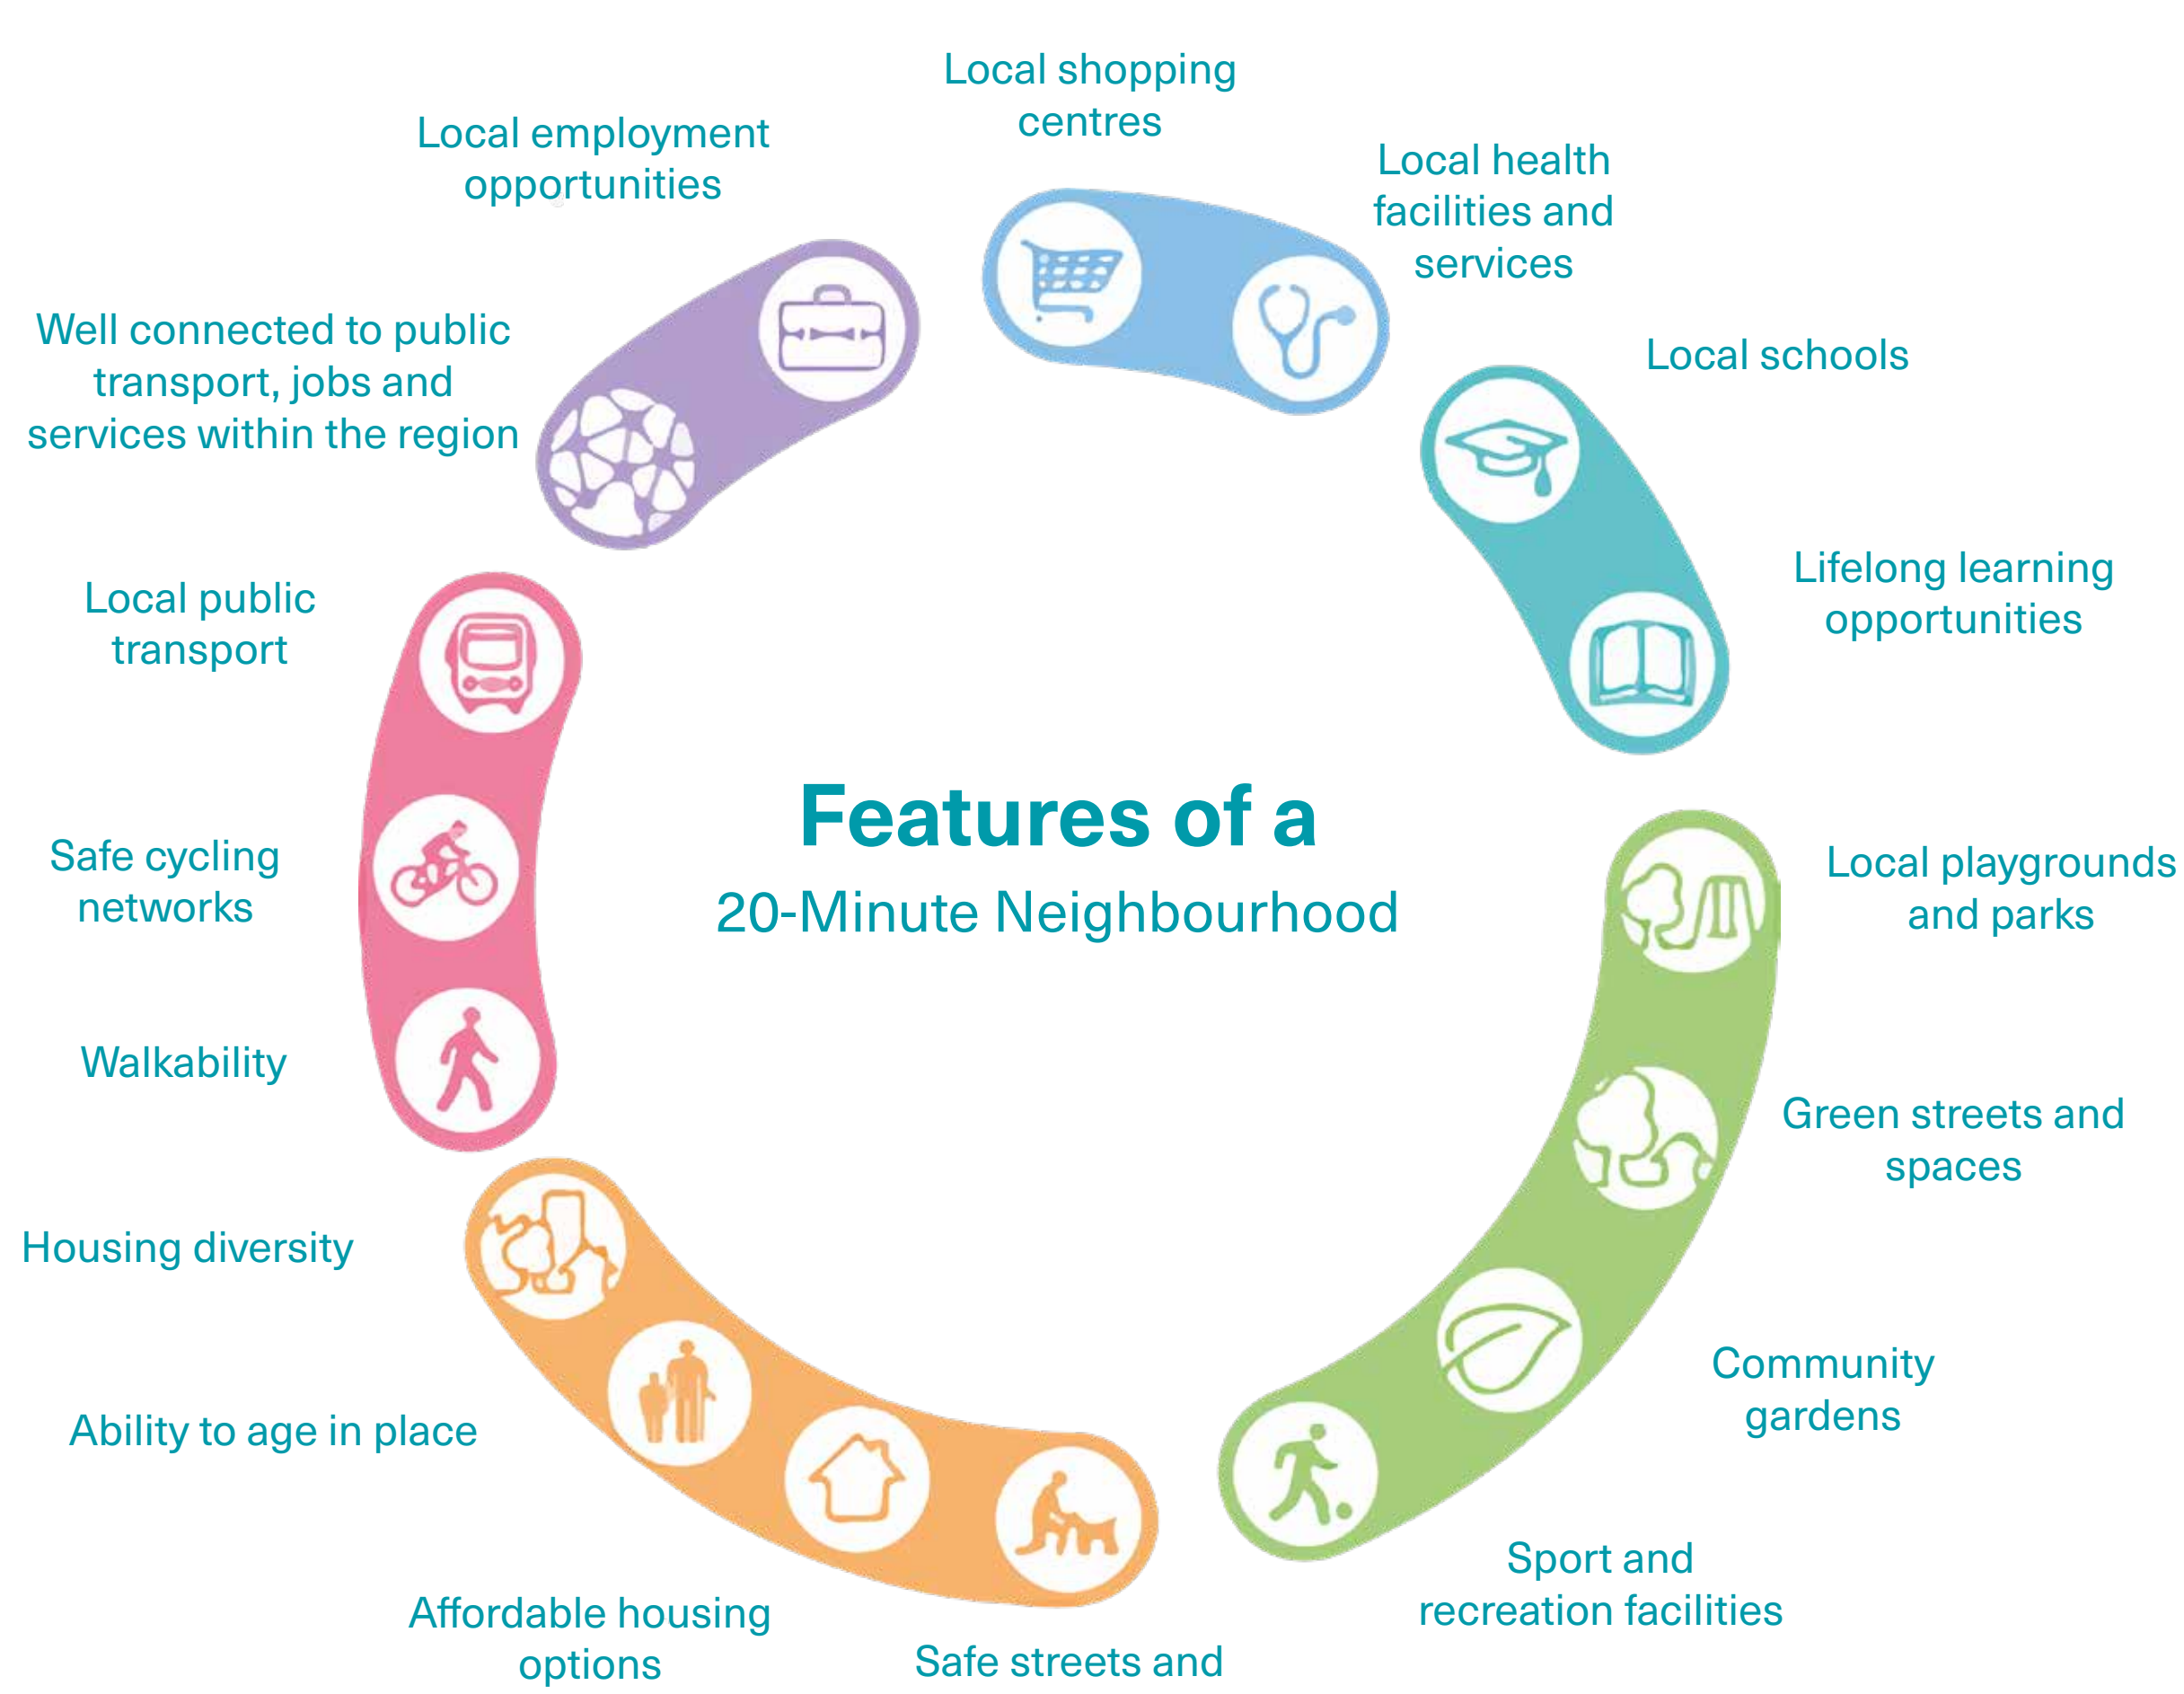 Local shopping
centres
Local employment
opportunities
Local health
facilities and
services
Well connected to public
transport, jobs and
services within the region
Local schools
Local public
transport
Lifelong learning
opportunities
Features of a
20-Minute Neighbourhood
Safe cycling
networks
Local playgrounds
and parks
Walkability
Green streets and
spaces
Housing diversity
Community
gardens
Ability to age in place
Sport and
recreation facilities
Affordable housing
options
Safe streets and